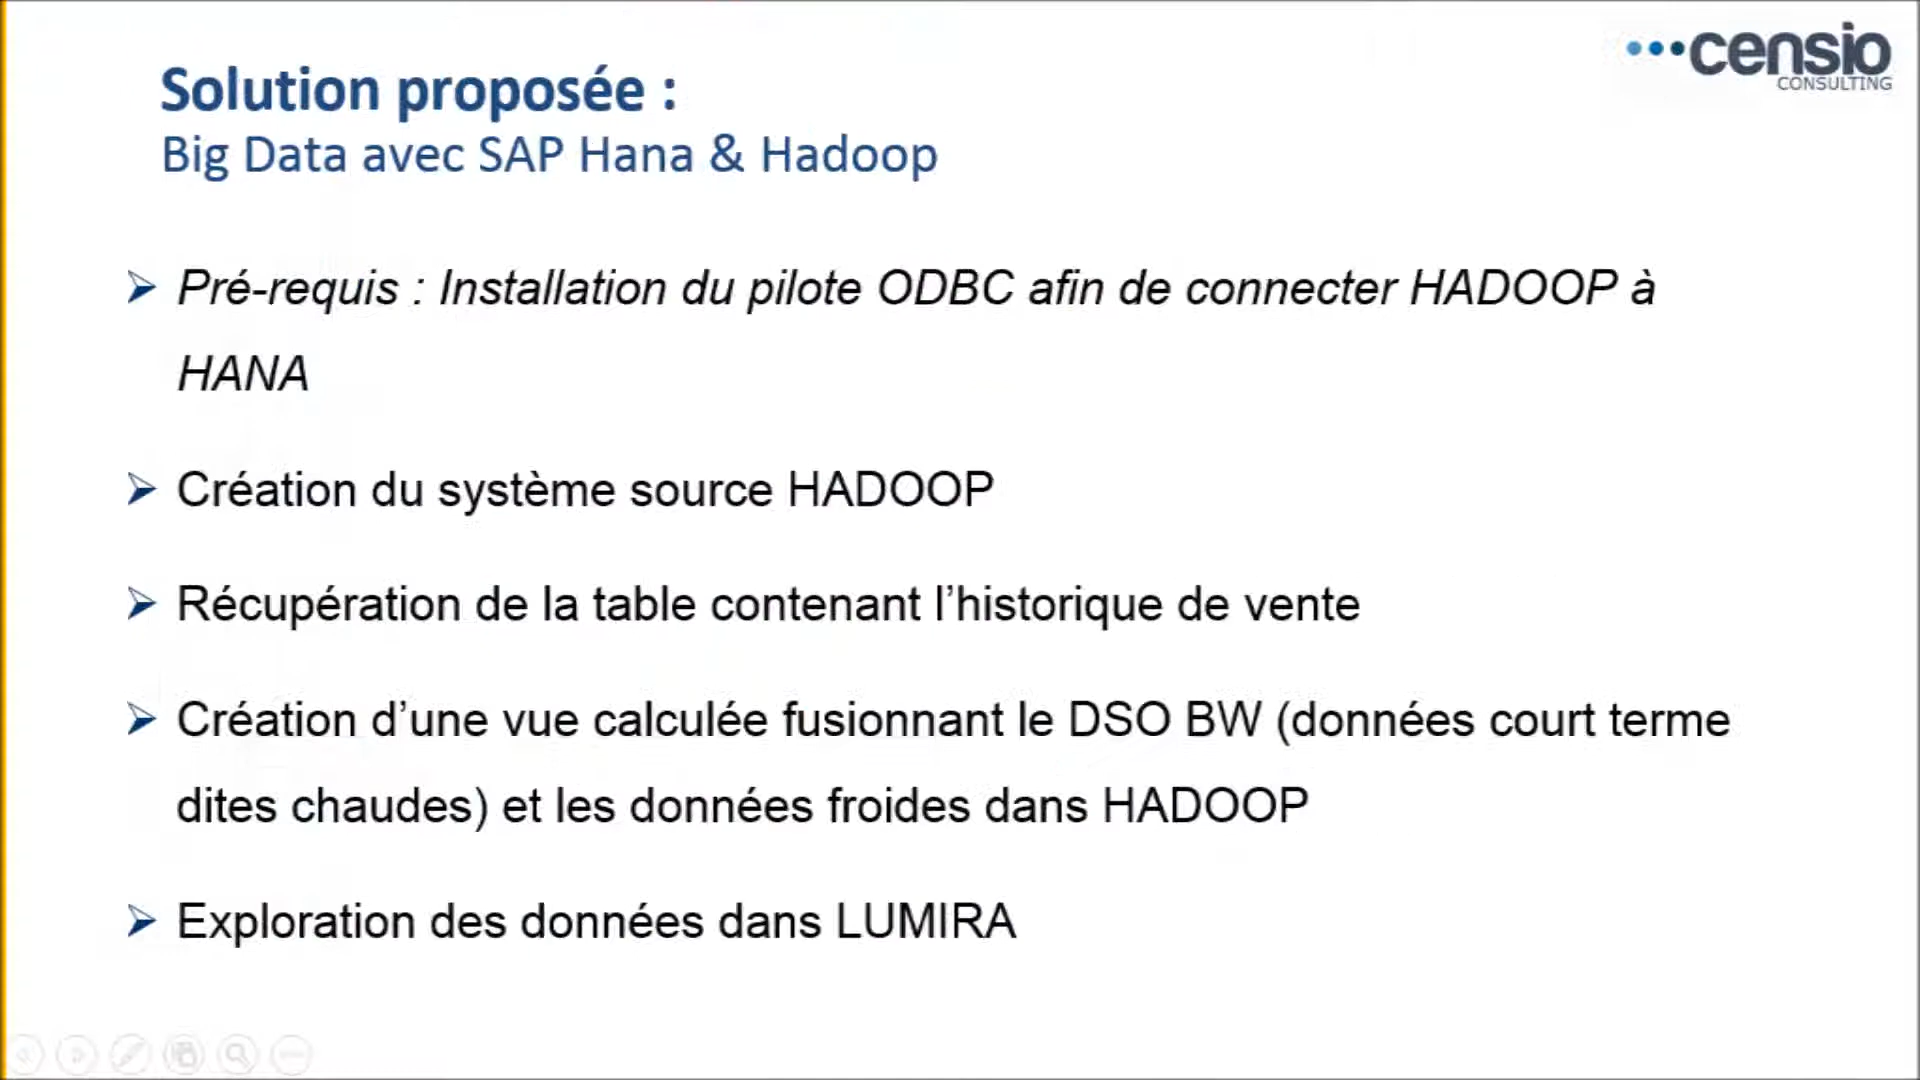 censio
CONSULTING
Solution proposée :
Big Data avec SAP Hana & Hadoop
Pré-requis : Installation du pilote ODBC afin de connecter HADOOP à
HANA
Création du système source HADOOP
Récupération de la table contenant l’historique de vente
Création d’une vue calculée fusionnant le DSO BW (données court terme
dites chaudes) et les données froides dans HADOOP
Exploration des données dans LUMIRA